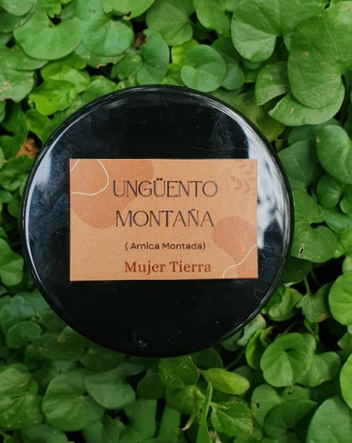 UNGÜENTO
MONTAÑA
( Arnica Montada)
Mujer Tierra